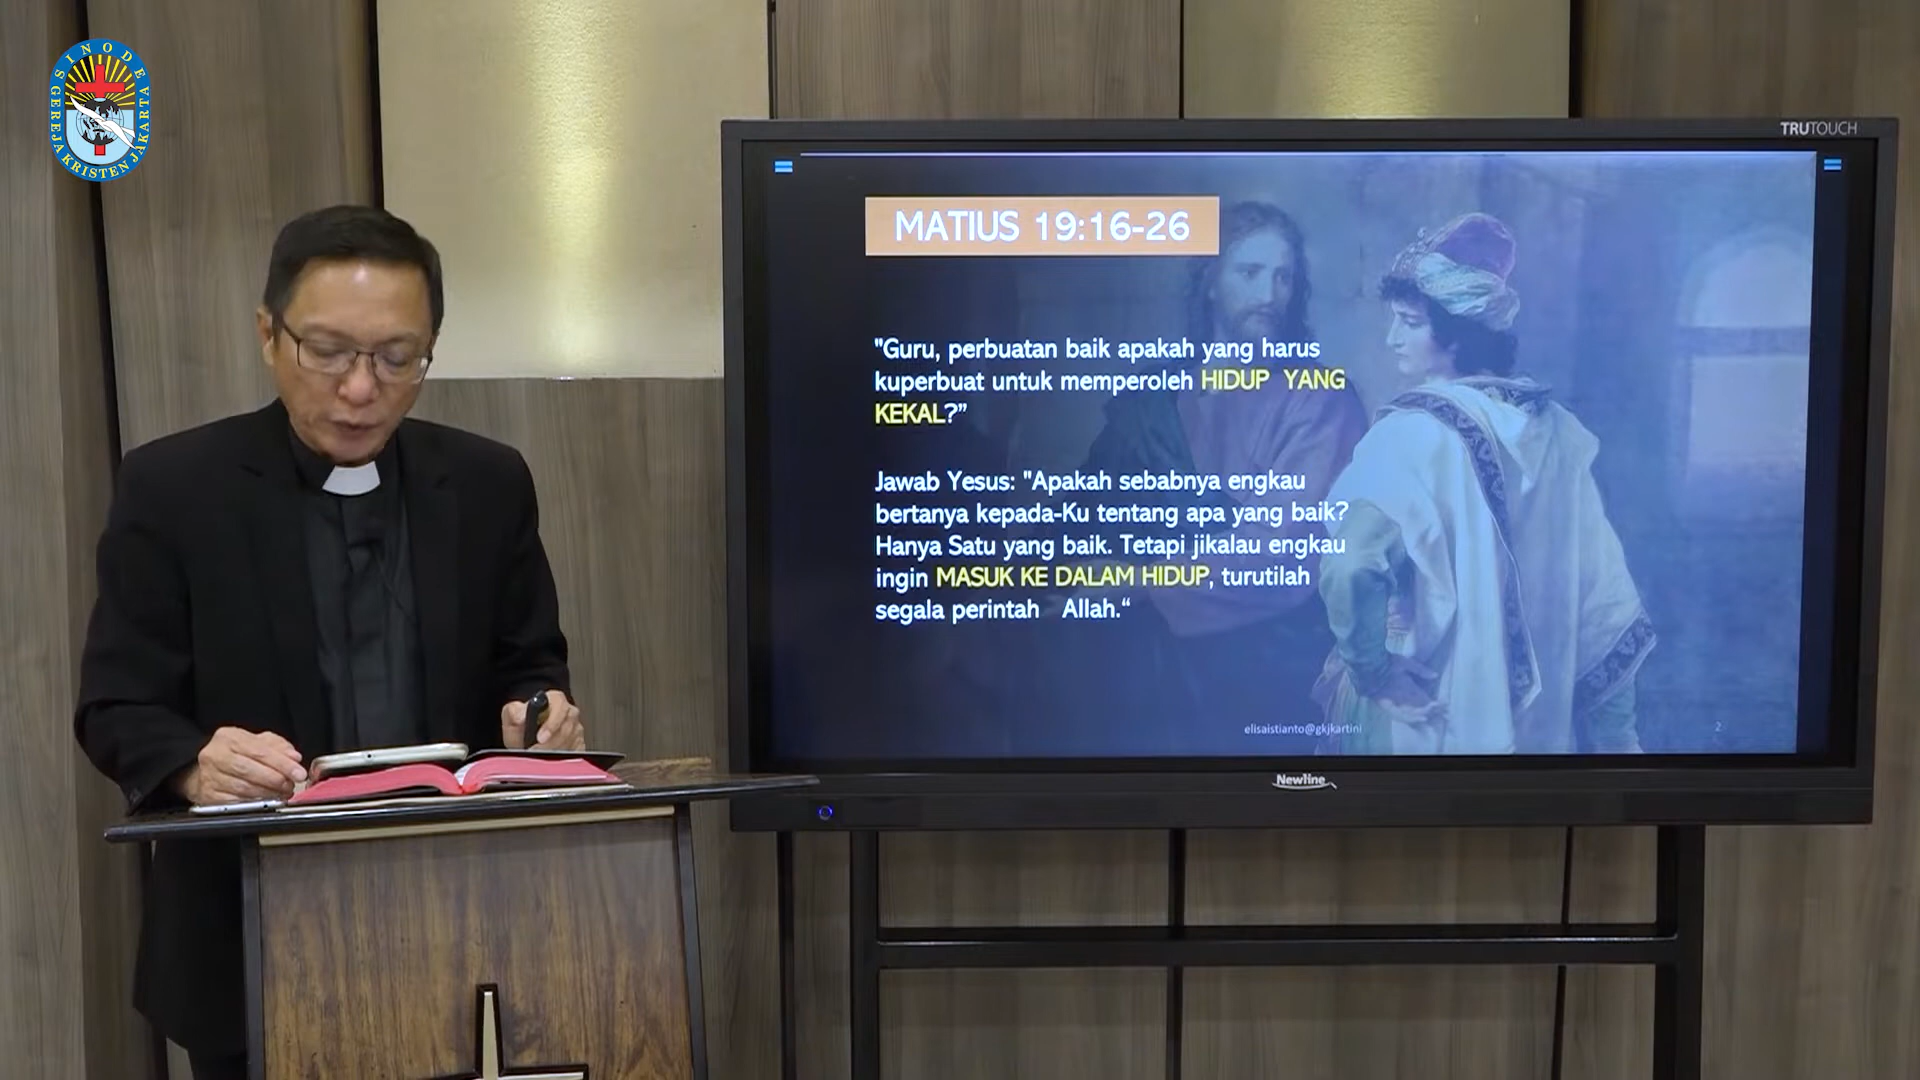 SINODE
GEREJA KRISTEN JAKARTA
TRUTOUCH
MATIUS 19:16-26
"Guru, perbuatan baik apakah yang harus
kuperbuat untuk memperoleh HIDUP YANG
KEKAL?”
Jawab Yesus: "Apakah sebabnya engkau
bertanya kepada-Ku tentang apa yang baik?
Hanya Satu yang baik. Tetapi jikalau engkau
ingin MASUK KE DALAM HIDUP, turutilah
segala perintah Allah.“
elisaistianto@gkjkartini
2
Newline